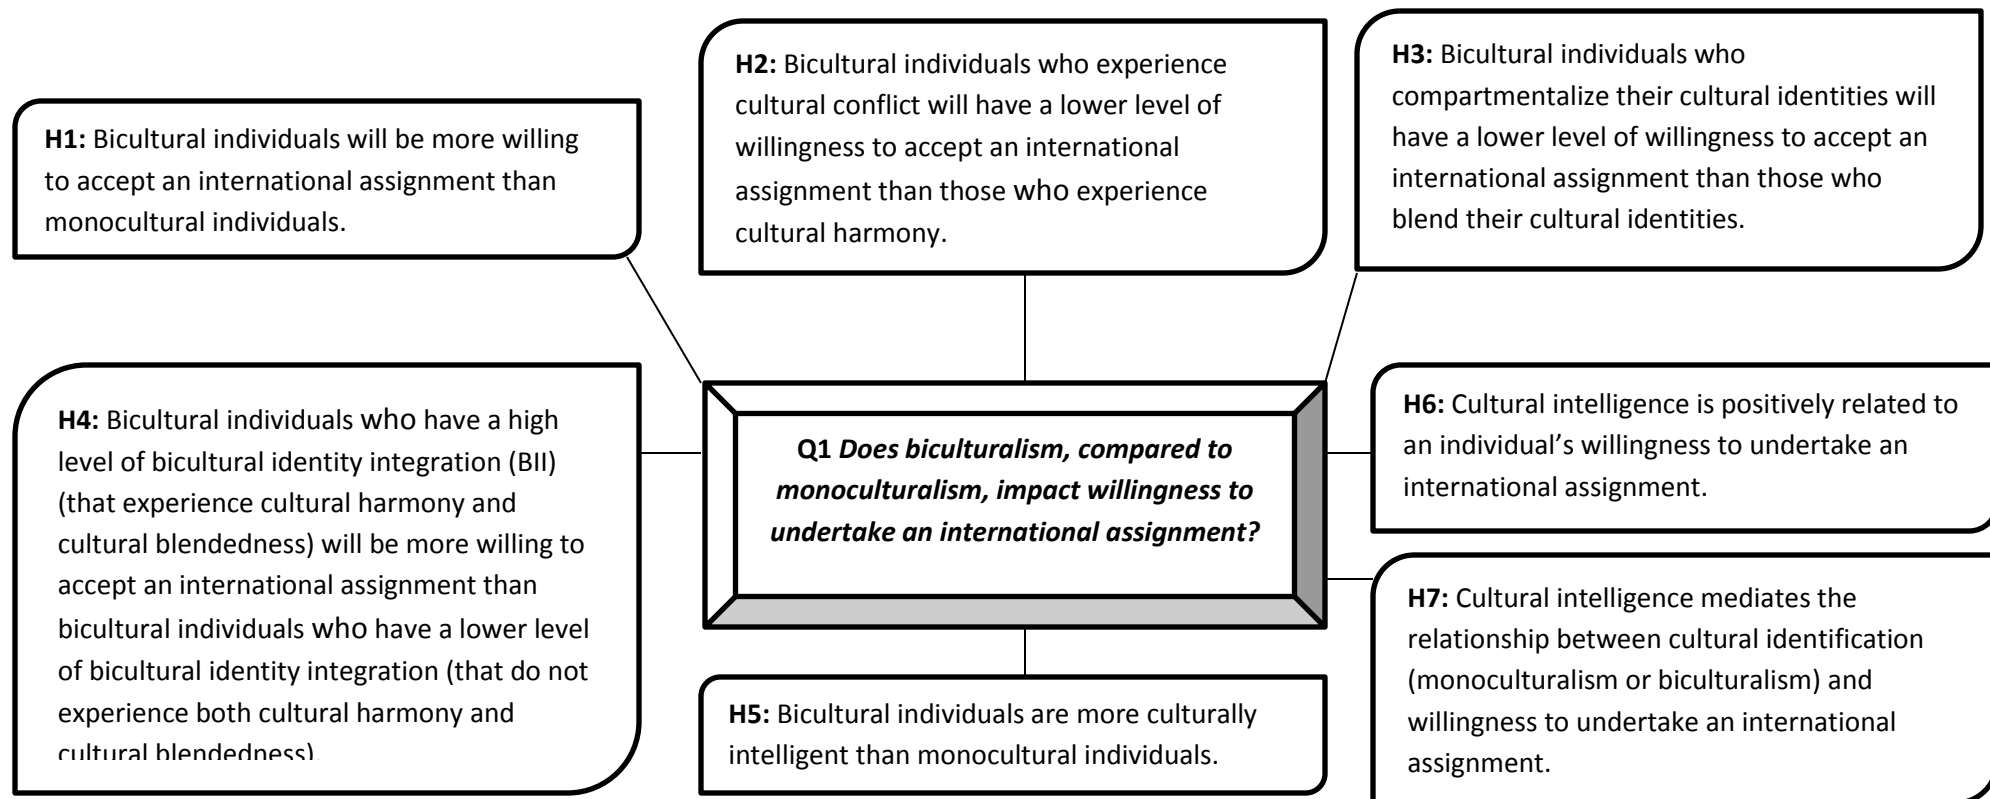 H1: Bicultural individuals will be more willing
to accept an international assignment than
monocultural individuals.
H2: Bicultural individuals who experience
cultural conflict will have a lower level of
willingness to accept an international
assignment than those who experience
cultural harmony.
H3: Bicultural individuals who
compartmentalize their cultural identities will
have a lower level of willingness to accept an
international assignment than those who
blend their cultural identities.
H4: Bicultural individuals who have a high
level of bicultural identity integration (BII)
(that experience cultural harmony and
cultural blendedness) will be more willing to
accept an international assignment than
bicultural individuals who have a lower level
of bicultural identity integration (that do not
experience both cultural harmony and
cultural blendedness).
Q1 Does biculturalism, compared to
monoculturalism, impact willingness to
undertake an international assignment?
H6: Cultural intelligence is positively related to
an individual’s willingness to undertake an
international assignment.
H5: Bicultural individuals are more culturally
intelligent than monocultural individuals.
H7: Cultural intelligence mediates the
relationship between cultural identification
(monoculturalism or biculturalism) and
willingness to undertake an international
assignment.